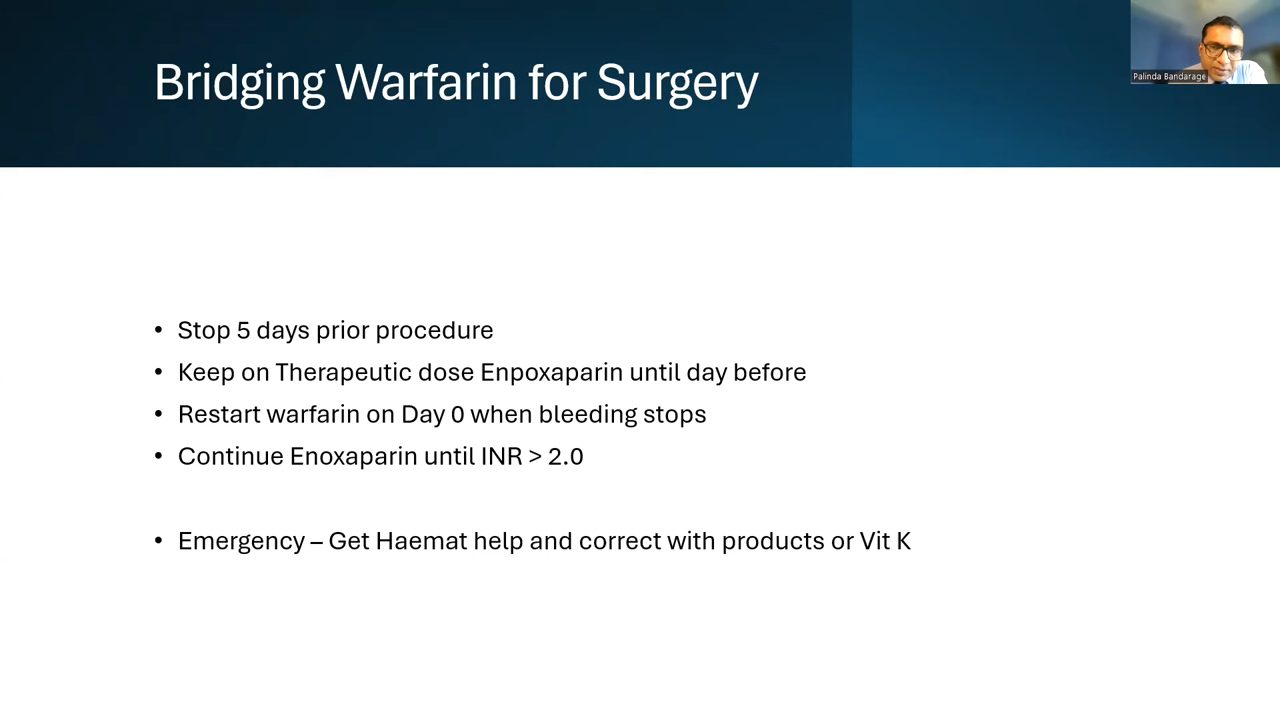 Bridging Warfarin for Surgery
Palinda Bandarage
• Stop 5 days prior procedure
• Keep on Therapeutic dose Enpoxaparin until day before
• Restart warfarin on Day 0 when bleeding stops
• Continue Enoxaparin until INR > 2.0
• Emergency – Get Haemat help and correct with products or Vit K